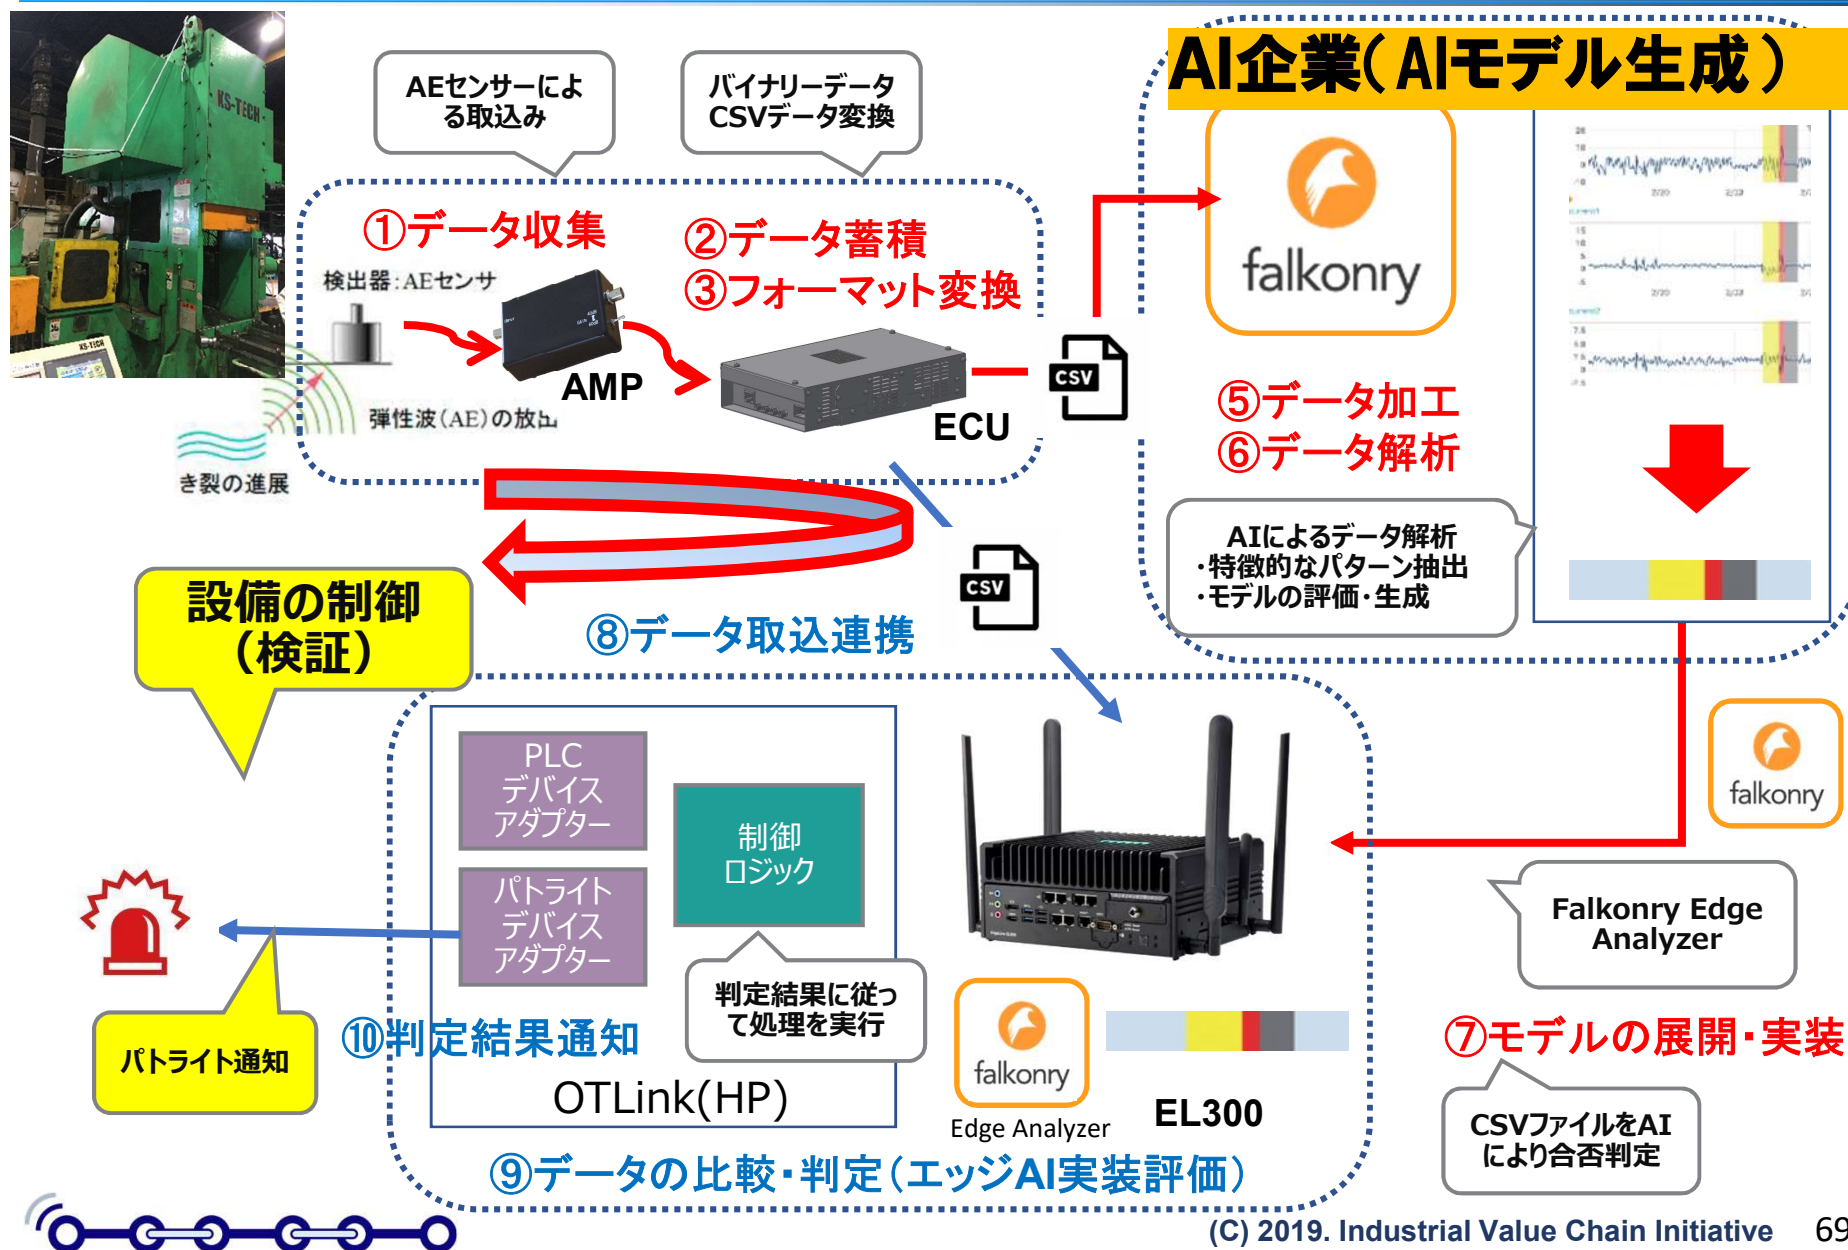 KS-TECH
KS-TECH
AEセンサーによ
る取込み
バイナリーデータ
CSVデータ変換
AI企業(AIモデル生成)
①データ収集
検出器:AEセンサ
②データ蓄積
③フォーマット変換
AMP
ECU
CSV
弾性波(AE)の放出
き裂の進展
falkonry
⑤データ加工
⑥データ解析
AIによるデータ解析
・特徴的なパターン抽出
・モデルの評価・生成
設備の制御
(検証)
CSV
⑧データ取込連携
PLC
デバイス
アダプター
制御
ロジック
パトライト
デバイス
アダプター
判定結果に従っ
て処理を実行
パトライト通知
⑩判定結果通知
OTLink(HP)
falkonry
Edge Analyzer
EL300
falkonry
Falkonry Edge
Analyzer
⑦モデルの展開・実装
CSVファイルをAI
により合否判定
⑨データの比較・判定(エッジAI実装評価)
(C) 2019. Industrial Value Chain Initiative
69